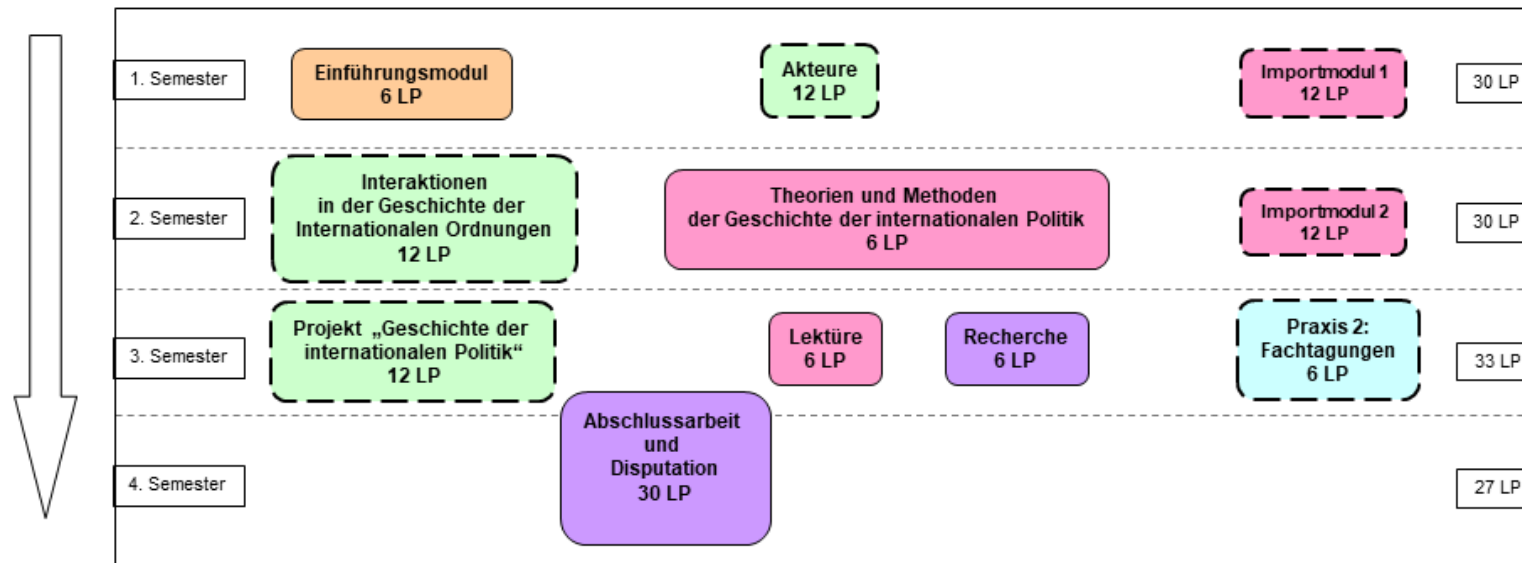 1. Semester
Einführungsmodul
6 LP
Akteure
12 LP
Importmodul 1
12 LP
30 LP
2. Semester
Interaktionen
in der Geschichte der
Internationalen Ordnungen
12 LP
Theorien und Methoden
der Geschichte der internationalen Politik
6 LP
Importmodul 2
12 LP
30 LP
3. Semester
Projekt „Geschichte der
internationalen Politik“
12 LP
Lektüre
6 LP
Recherche
6 LP
Praxis 2:
Fachtagungen
6 LP
33 LP
Abschlussarbeit
und
Disputation
30 LP
4. Semester
27 LP